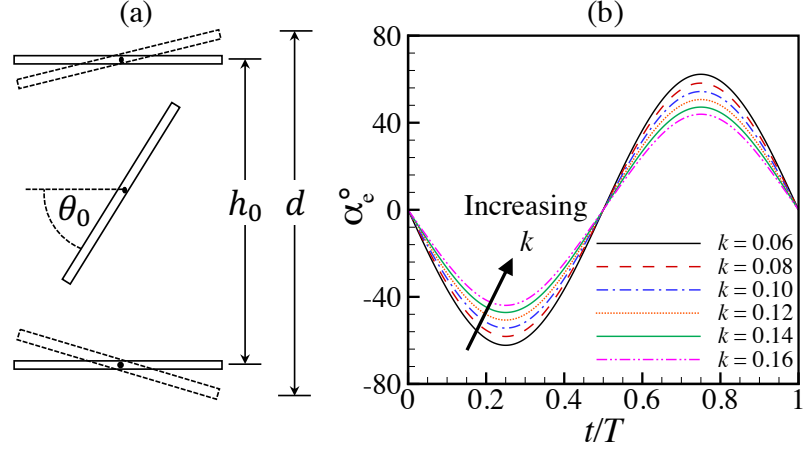 (a)
(b)
θ₀
h₀
d
80
40
0
-40
-80
αₑ°
Increasing
k
k = 0.06
k = 0.08
k = 0.10
k = 0.12
k = 0.14
k = 0.16
0
0.2
0.4
0.6
0.8
1
t/T